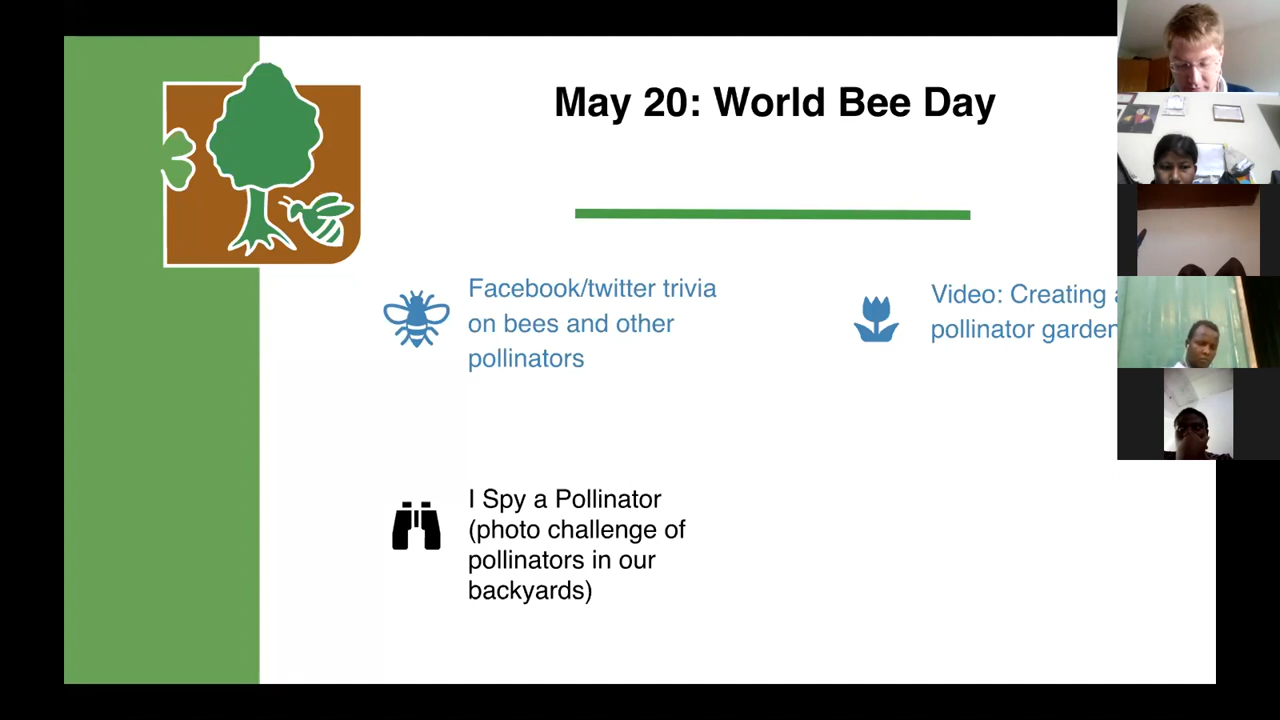 May 20: World Bee Day
Facebook/twitter trivia
on bees and other
pollinators
Video: Creating
pollinator garden
I Spy a Pollinator
(photo challenge of
pollinators in our
backyards)